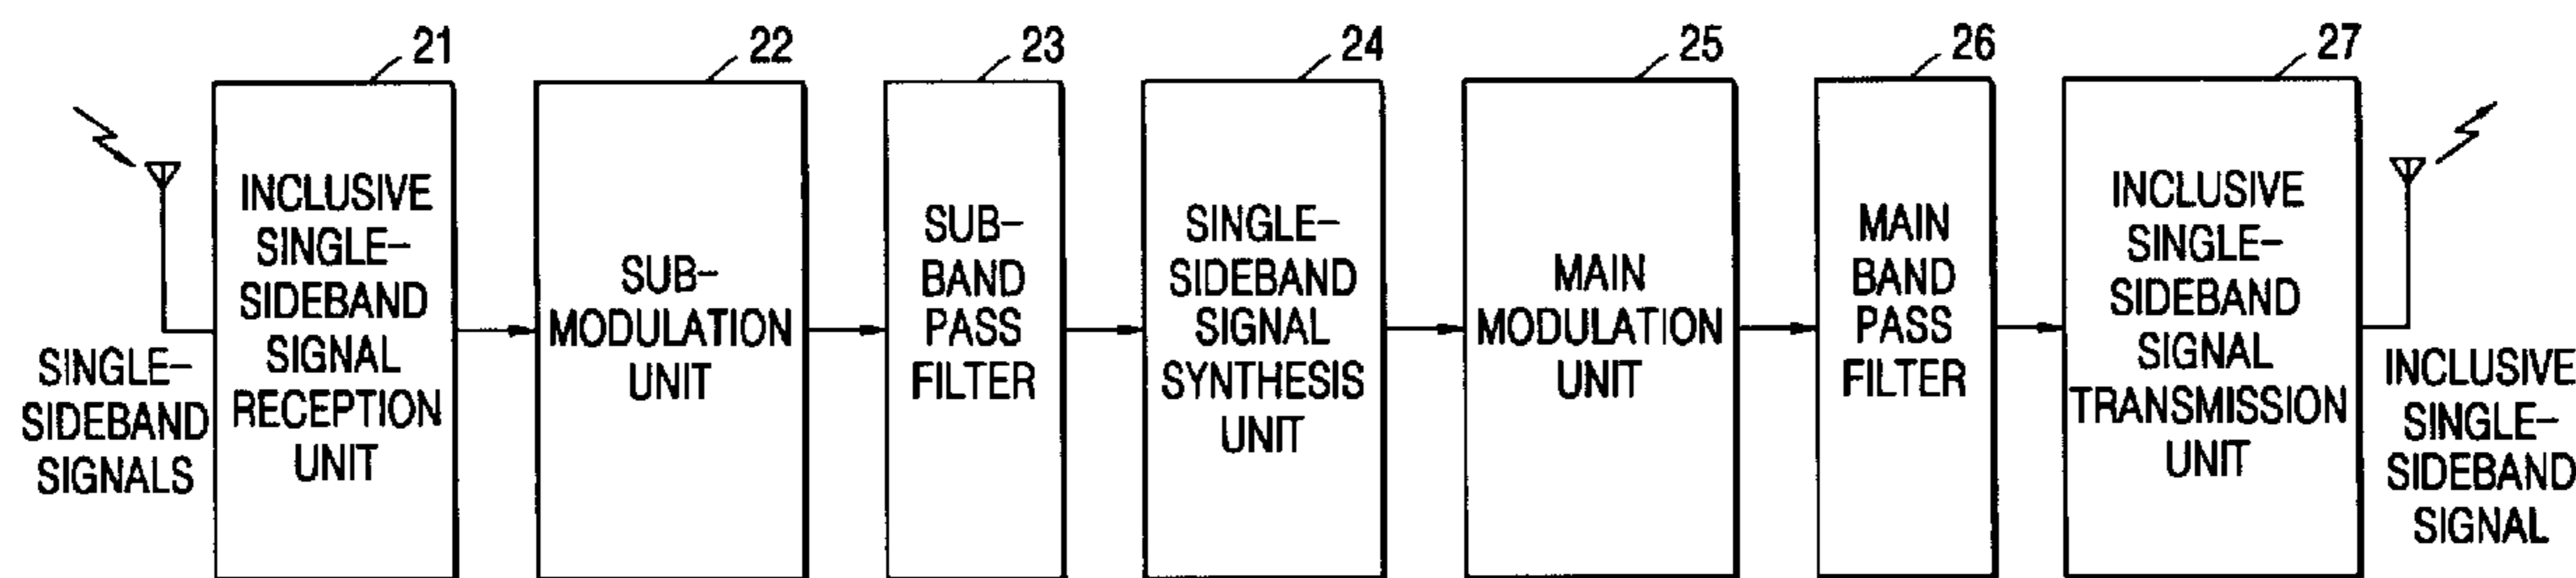 21
22
23
24
25
26
27
SINGLE-
SIDEBAND
SIGNALS
INCLUSIVE
SINGLE-
SIDEBAND
SIGNAL
RECEPTION
UNIT
SUB-
MODULATION
UNIT
SUB-
BAND
PASS
FILTER
SINGLE-
SIDEBAND
SIGNAL
SYNTHESIS
UNIT
MAIN
MODULATION
UNIT
MAIN
BAND
PASS
FILTER
INCLUSIVE
SINGLE-
SIDEBAND
SIGNAL
TRANSMISSION
UNIT
INCLUSIVE
SINGLE-
SIDEBAND
SIGNAL